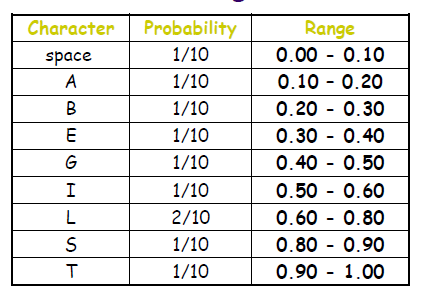 Character Probability Range
space 1/10 0.00 - 0.10
A 1/10 0.10 - 0.20
B 1/10 0.20 - 0.30
E 1/10 0.30 - 0.40
G 1/10 0.40 - 0.50
I 1/10 0.50 - 0.60
L 2/10 0.60 - 0.80
S 1/10 0.80 - 0.90
T 1/10 0.90 - 1.00